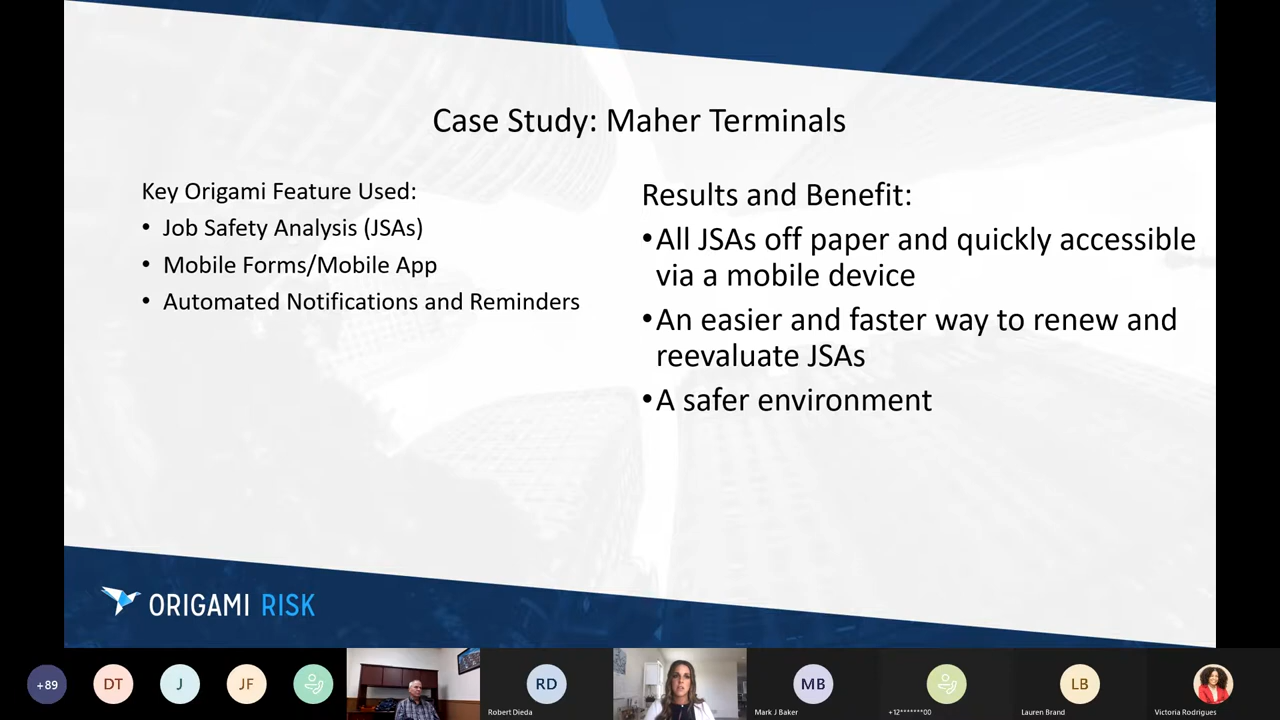 Case Study: Maher Terminals
Key Origami Feature Used:
• Job Safety Analysis (JSAs)
• Mobile Forms/Mobile App
• Automated Notifications and Reminders
Results and Benefit:
• All JSAs off paper and quickly accessible
via a mobile device
• An easier and faster way to renew and
reevaluate JSAs
• A safer environment
ORIGAMI RISK
+89
DT
J
JF
RD
Robert Dieda
MB
Mark J Baker
+12*******00
LB
Lauren Brand
Victoria Rodrigues